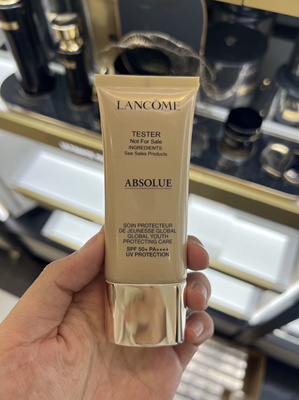 LANCÔME
TESTER
Not For Sale
INGREDIENTS:
See Sales Products
ABSOLUE
SOIN PROTECTEUR
DE JEUNESSE GLOBAL
GLOBAL YOUTH
PROTECTING CARE
SPF 50+ PA++++
UV PROTECTION